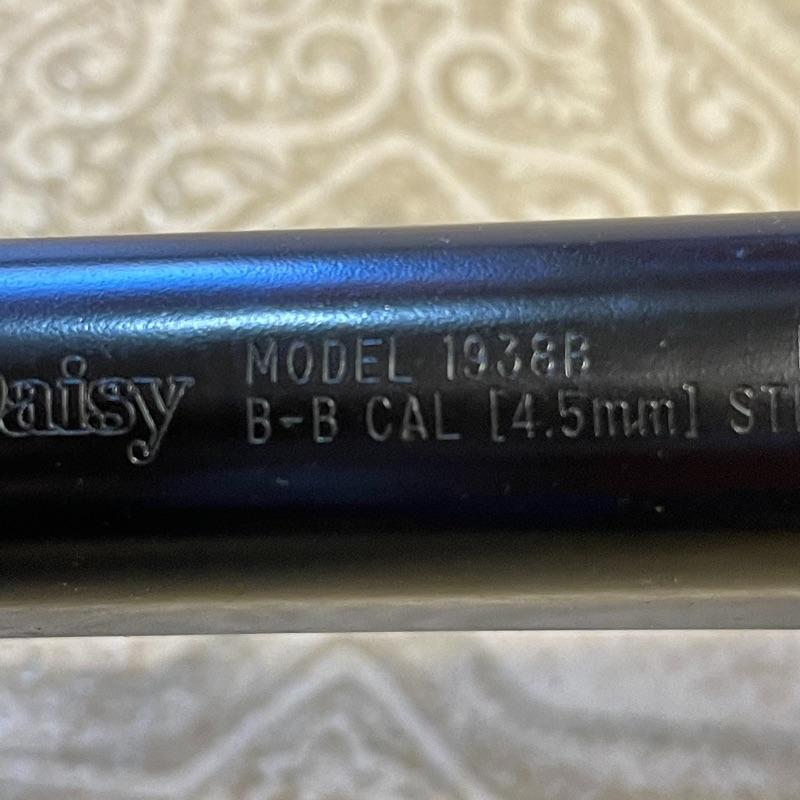 Daisy
MODEL 1938B
B-B CAL [4.5mm]